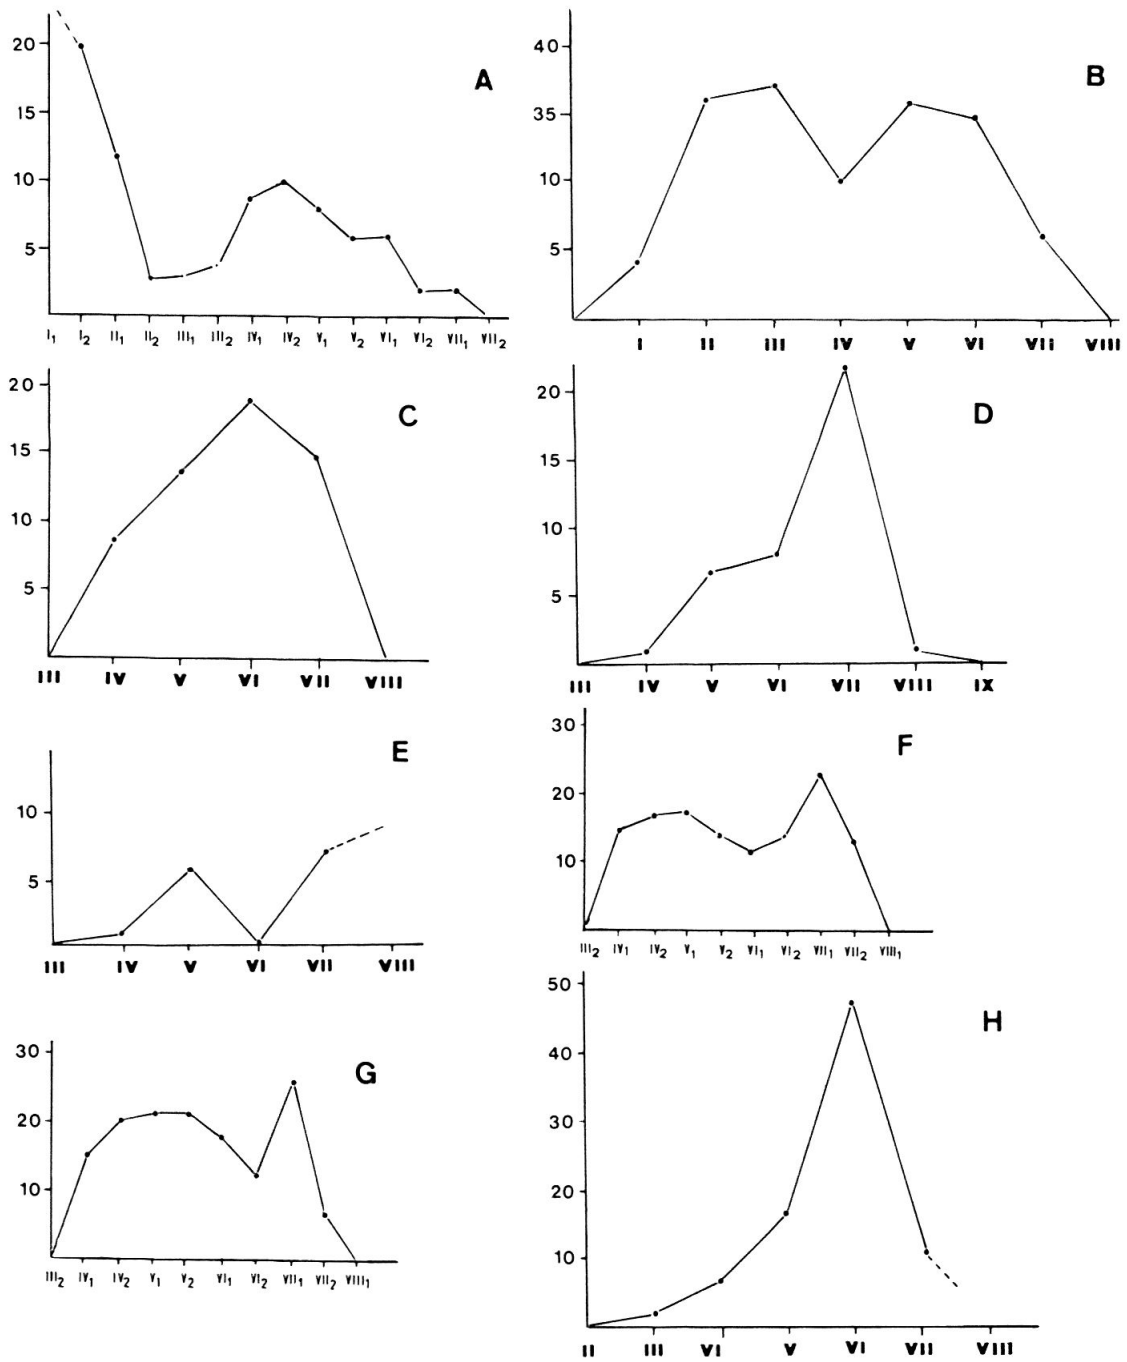 A
20
15
10
5
I₁ I₂ II₁ II₂ III₁ III₂ IV₁ IV₂ V₁ V₂ VI₁ VI₂ VII₁ VII₂
B
40
35
10
5
I II III IV V VI VII VIII
C
20
15
10
5
III IV V VI VII VIII
D
20
15
10
5
III IV V VI VII VIII IX
E
10
5
III IV V VI VII VIII
F
30
20
10
III₂ IV₁ IV₂ V₁ V₂ VI₁ VI₂ VII₁ VII₂ VIII₁
G
30
20
10
III₂ IV₁ IV₂ V₁ V₂ VI₁ VI₂ VII₁ VII₂ VIII₁
H
50
40
30
20
10
II III VI V VI VII VIII